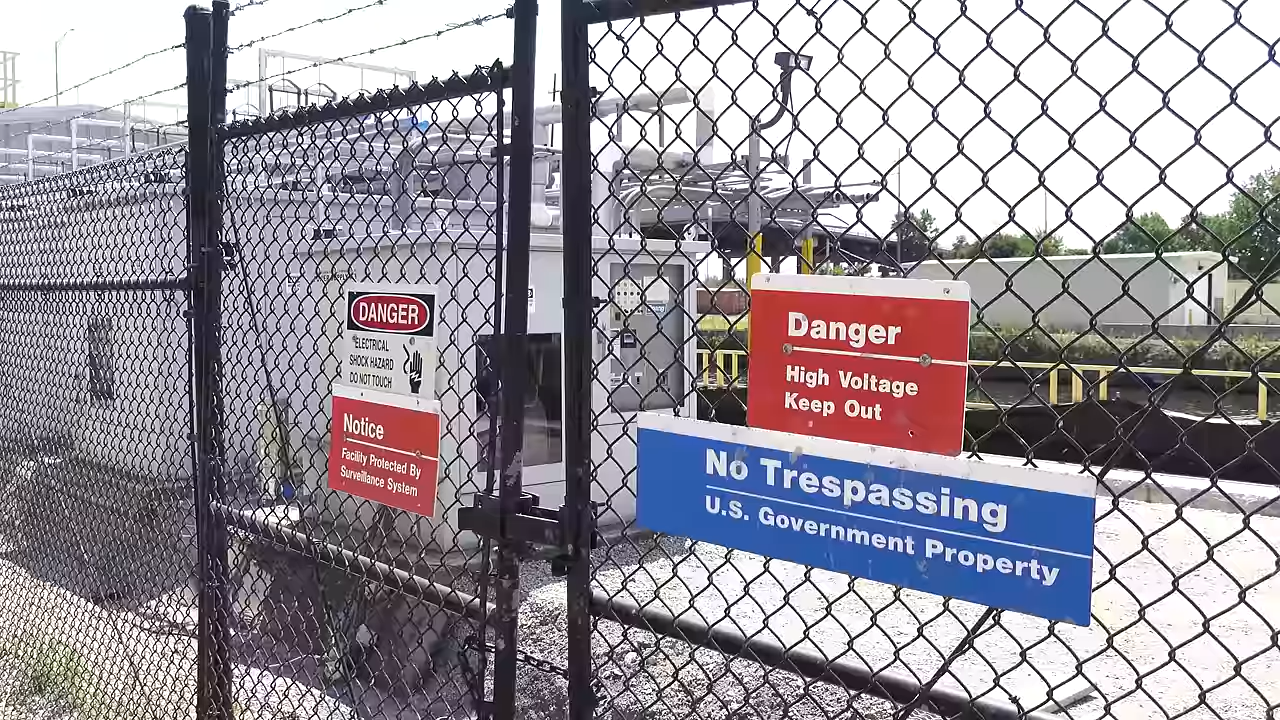 DANGER
ELECTRICAL
SHOCK HAZARD
DO NOT TOUCH
Notice
Facility Protected By
Surveillance System
Danger
High Voltage
Keep Out
No Trespassing
U.S. Government Property